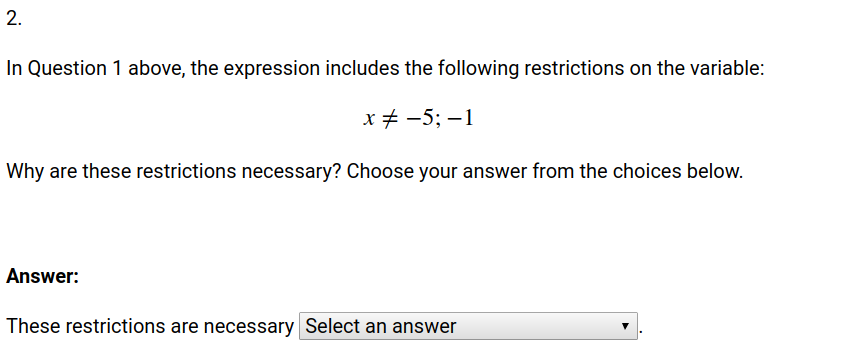 2.
In Question 1 above, the expression includes the following restrictions on the variable:
x ≠ −5; −1
Why are these restrictions necessary? Choose your answer from the choices below.
Answer:
These restrictions are necessary Select an answer ▼.